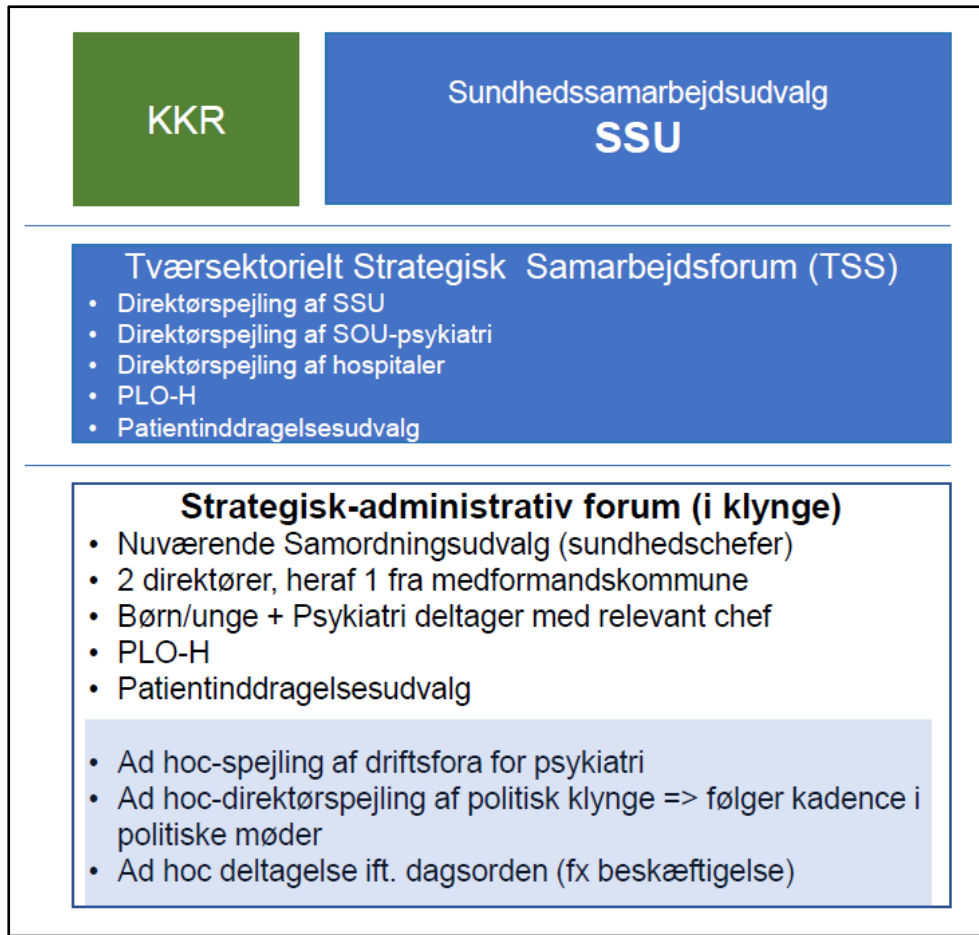 KKR
Sundhedssamarbejdsudvalg
SSU
Tværsektorielt Strategisk Samarbejdsforum (TSS)
• Direktørspejling af SSU
• Direktørspejling af SOU-psykiatri
• Direktørspejling af hospitaler
• PLO-H
• Patientinddragelsesudvalg
Strategisk-administrativ forum (i klynge)
• Nuværende Samordningsudvalg (sundhedschefer)
• 2 direktører, heraf 1 fra medformandskommune
• Børn/unge + Psykiatri deltager med relevant chef
• PLO-H
• Patientinddragelsesudvalg
• Ad hoc-spejling af driftsfora for psykiatri
• Ad hoc-direktørspejling af politisk klynge => følger kadence i
politiske møder
• Ad hoc deltagelse ift. dagsorden (fx beskæftigelse)